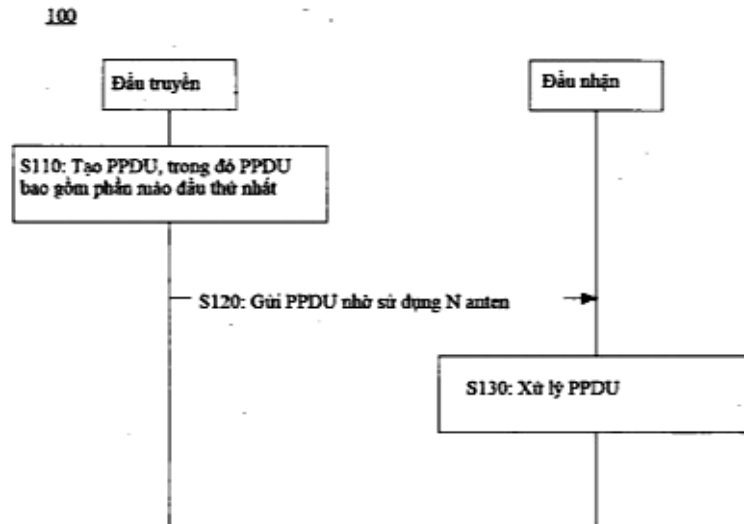 100
Đầu truyền
Đầu nhận
S110: Tạo PPDU, trong đó PPDU
bao gồm phần mào đầu thứ nhất
S120: Gửi PPDU nhờ sử dụng N anten
S130: Xử lý PPDU